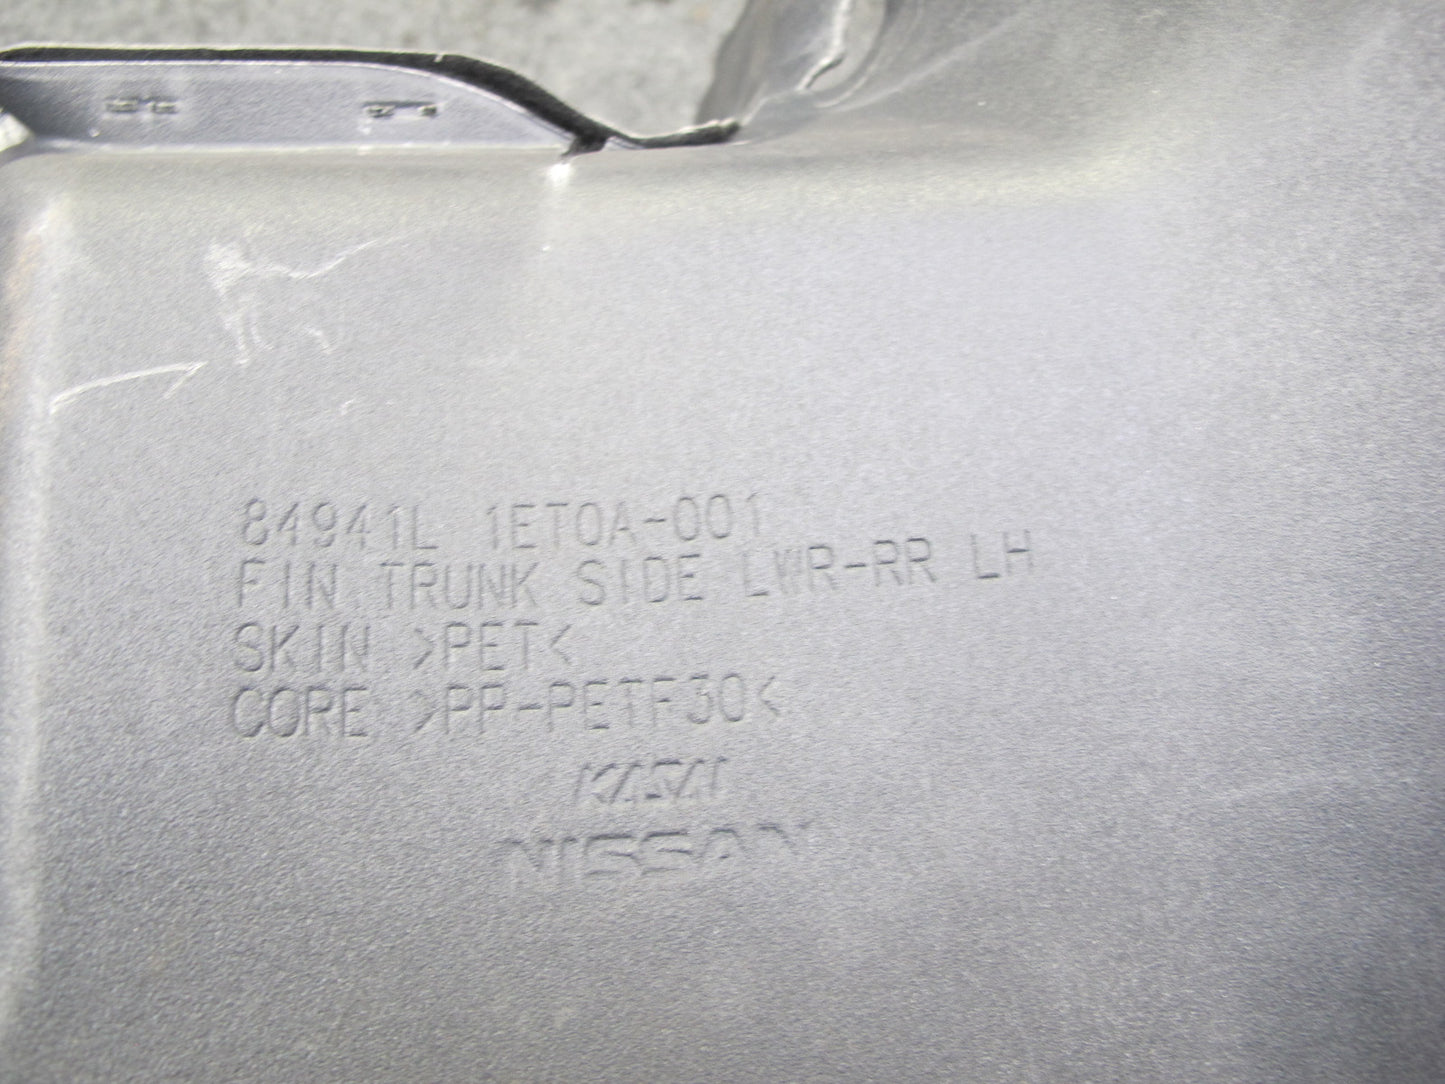 84941L 1ET0A-001
FIN TRUNK SIDE LWR-RR LH
SKIN >PET<
CORE >PP-PETF30<
KASAI
NISSAN